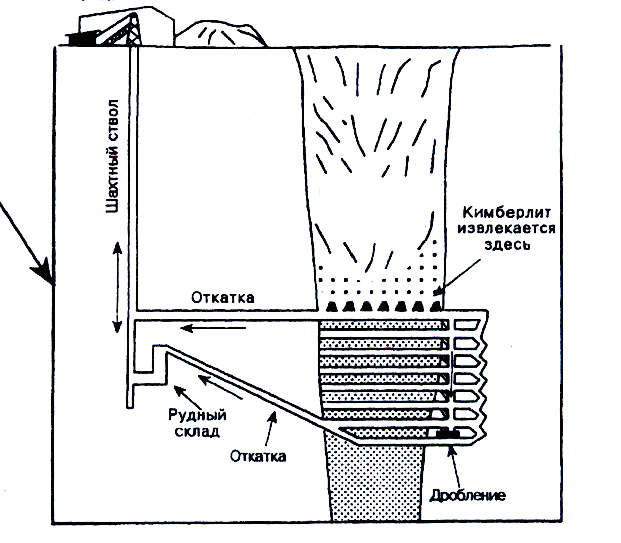 Шахтный ствол
Кимберлит
извлекается
здесь
Откатка
Рудный
склад
Откатка
Дробление